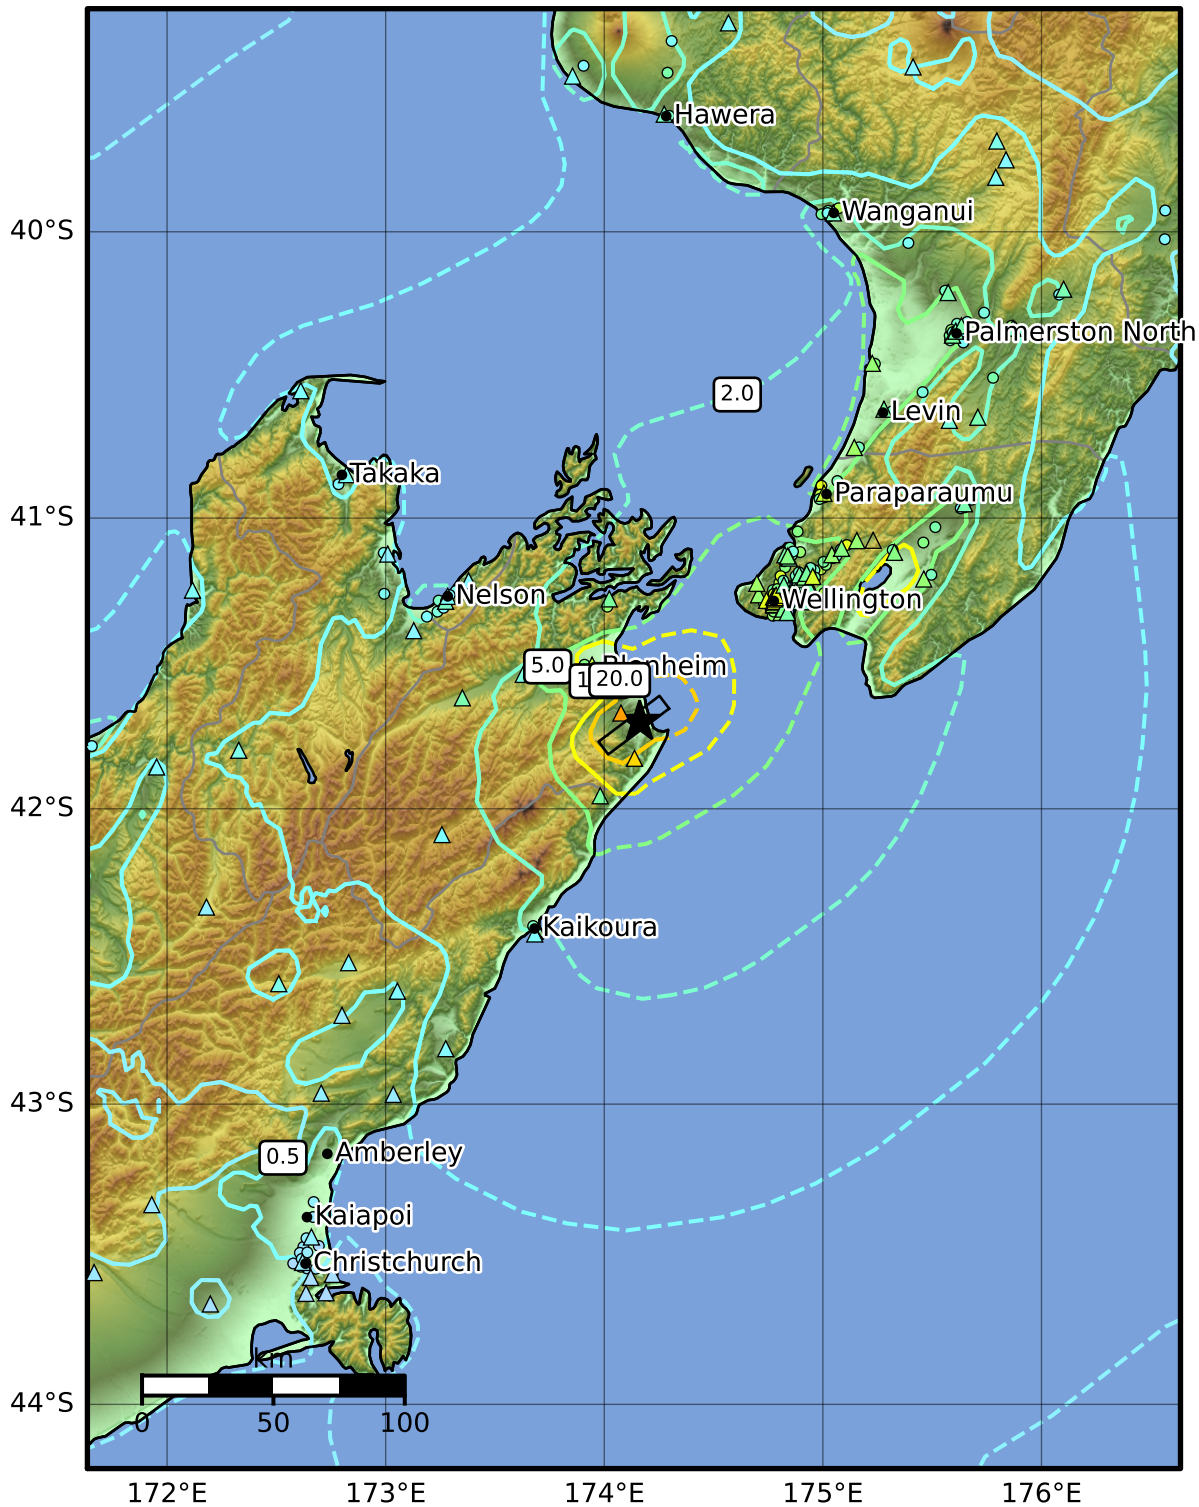 Hawera
40°S
Wanganui
Palmerston North
2.0
Levin
Takaka
Paraparaumu
41°S
Nelson
Wellington
5.0
Blenheim
20.0
42°S
Kaikoura
43°S
Amberley
0.5
Kaiapoi
Christchurch
km
44°S
0
50
100
172°E
173°E
174°E
175°E
176°E